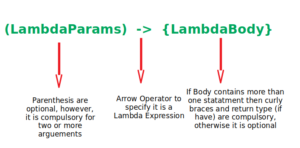 (LambdaParams) -> {LambdaBody}
Parenthesis are
optional, however,
it is compulsory for
two or more
arguements
Arrow Operator to
specify it is a
Lambda Expression
If Body contains more than
one statatment then curly
braces and return type (if
have) are compulsory,
otherwise it is optional